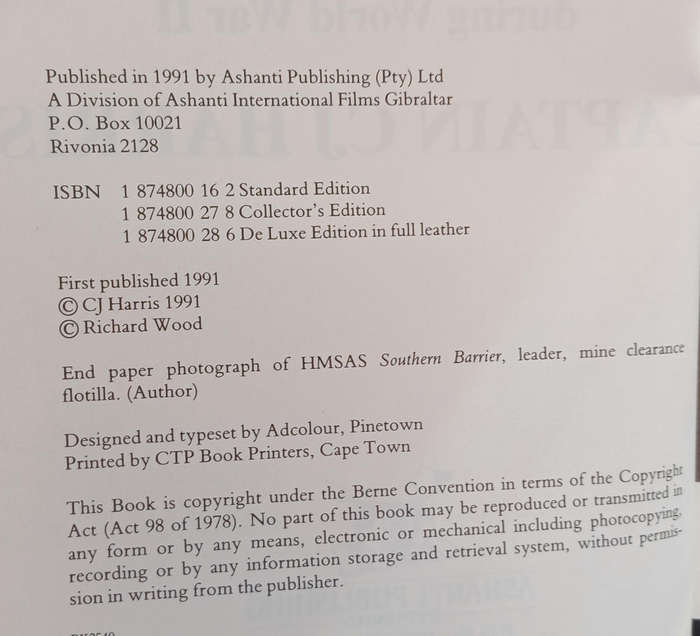 Published in 1991 by Ashanti Publishing (Pty) Ltd
A Division of Ashanti International Films Gibraltar
P.O. Box 10021
Rivonia 2128
ISBN 1 874800 16 2 Standard Edition
1 874800 27 8 Collector's Edition
1 874800 28 6 De Luxe Edition in full leather
First published 1991
© CJ Harris 1991
© Richard Wood
End paper photograph of HMSAS Southern Barrier, leader, mine clearance
flotilla. (Author)
Designed and typeset by Adcolour, Pinetown
Printed by CTP Book Printers, Cape Town
This Book is copyright under the Berne Convention in terms of the Copyright
Act (Act 98 of 1978). No part of this book may be reproduced or transmitted in
any form or by any means, electronic or mechanical including photocopying,
recording or by any information storage and retrieval system, without permis-
sion in writing from the publisher.